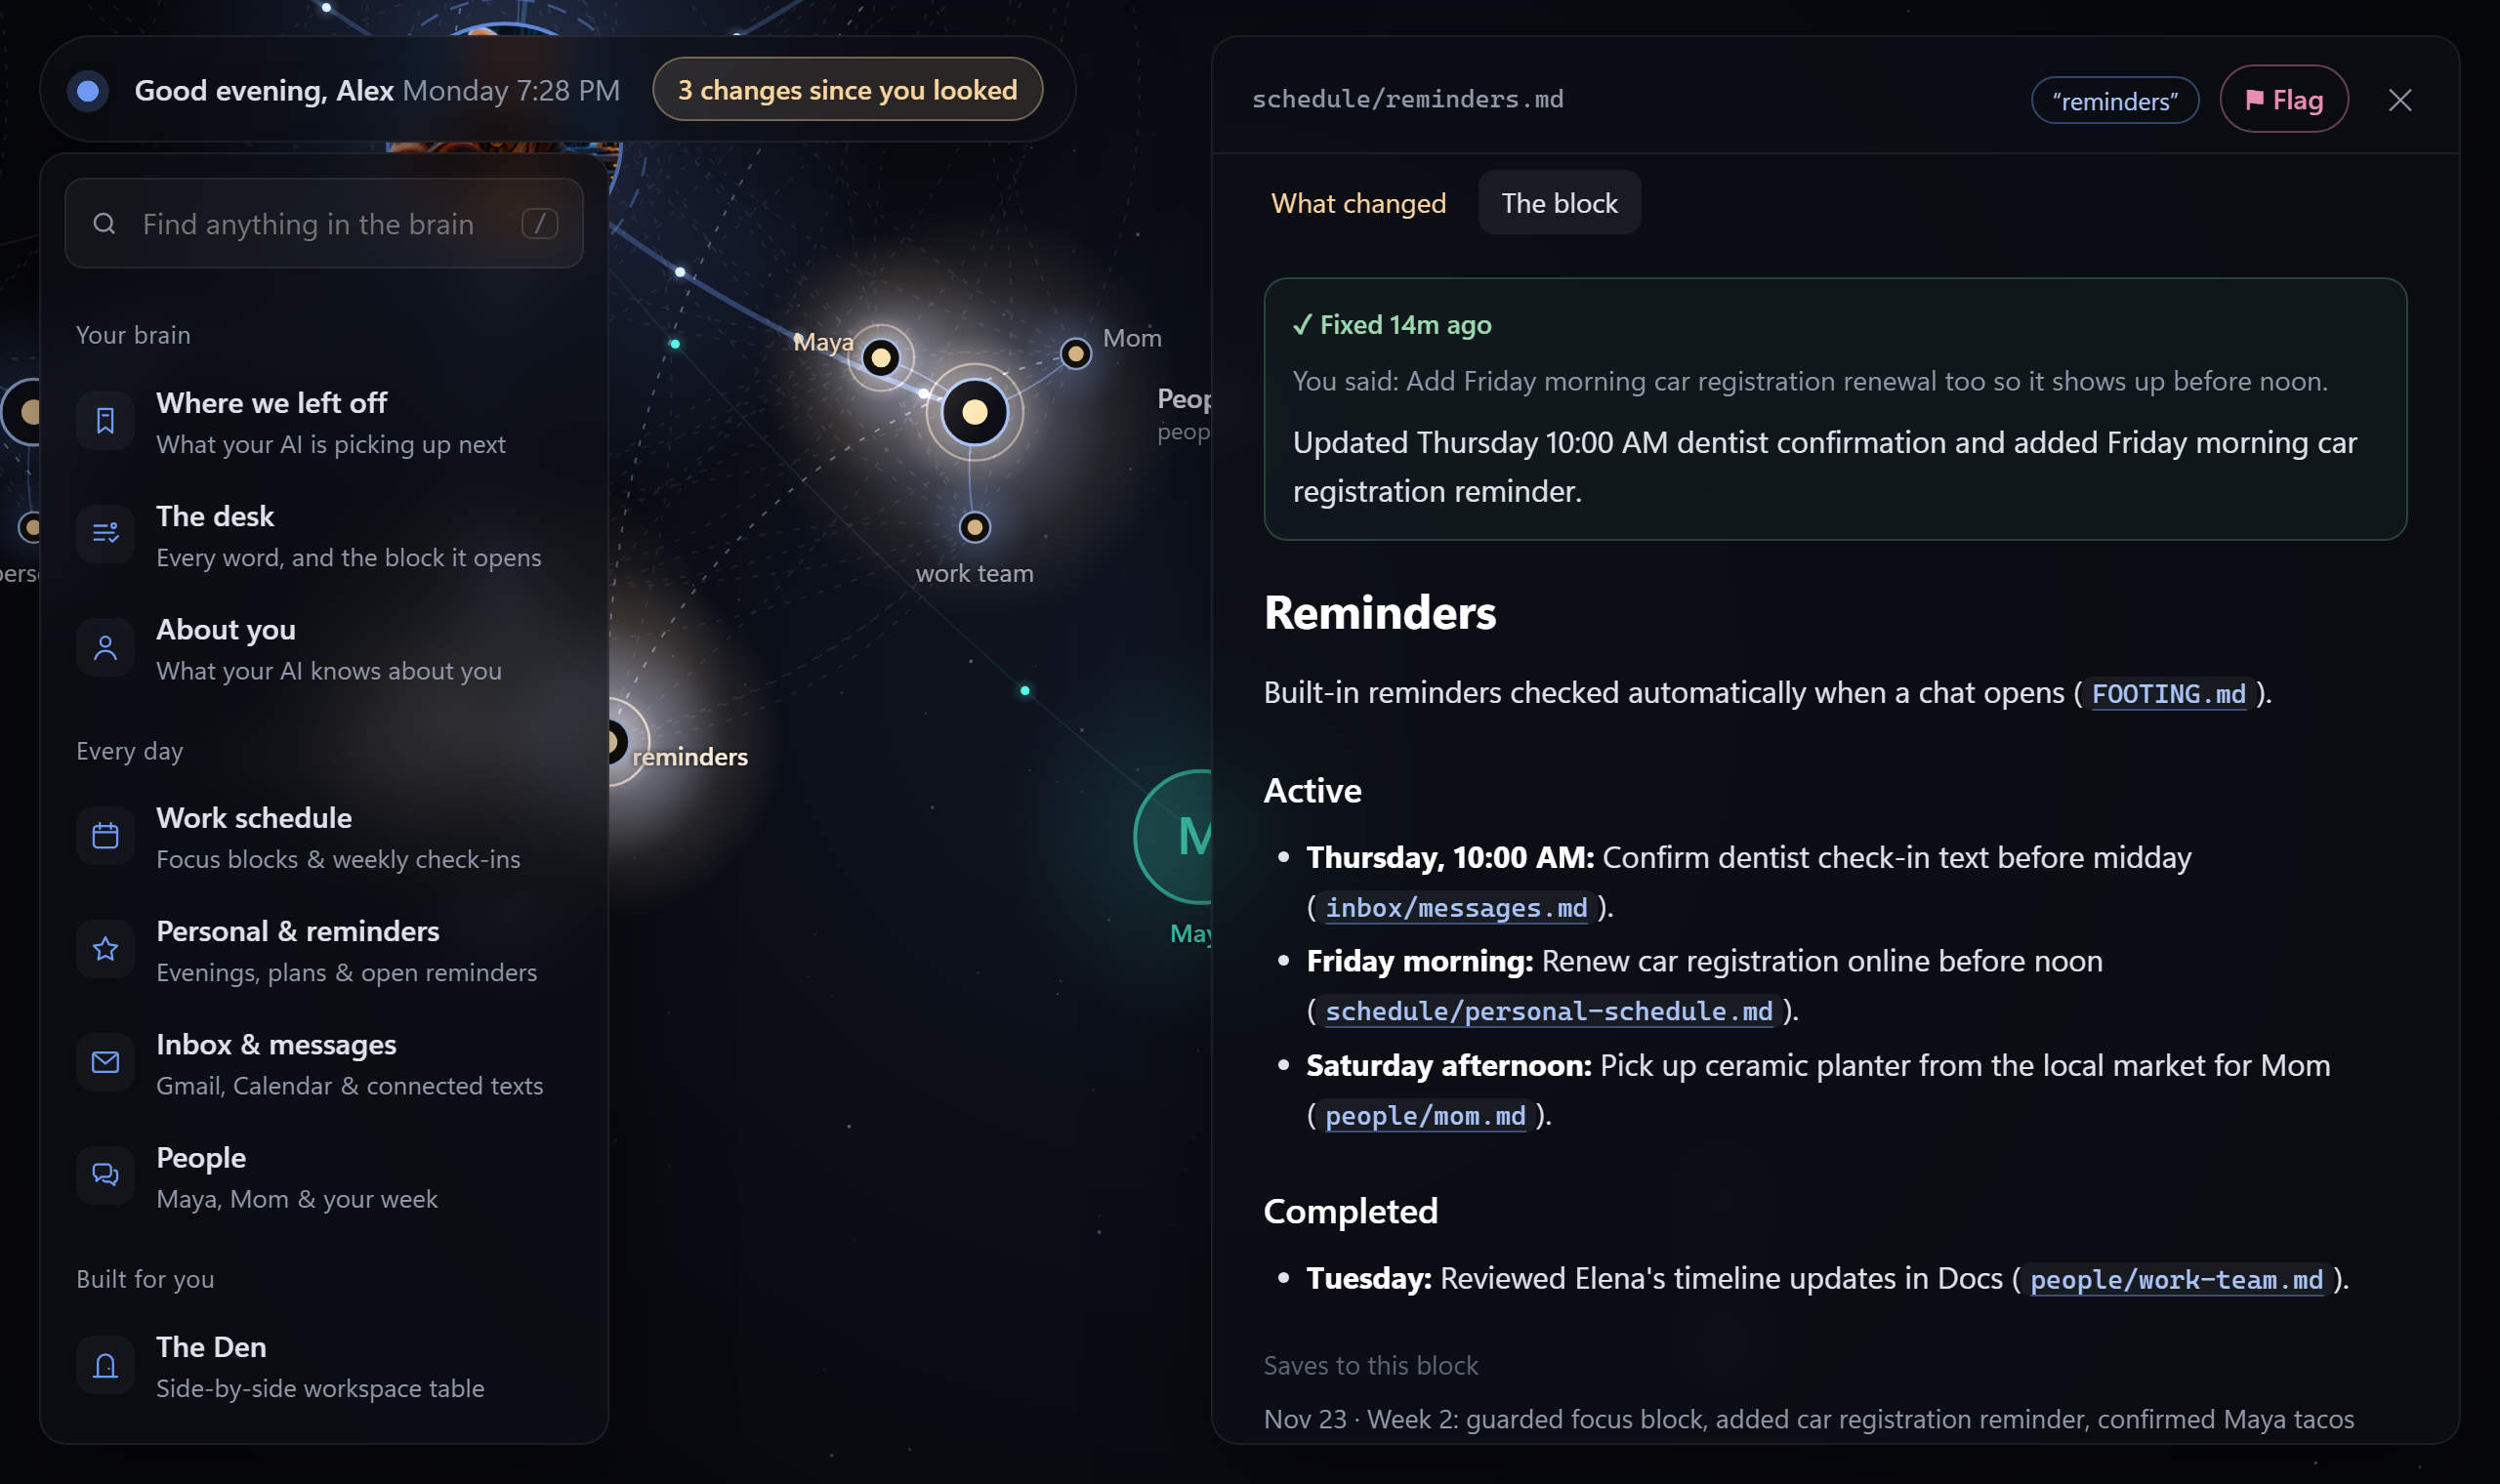 Good evening, Alex Monday 7:28 PM
3 changes since you looked
Find anything in the brain /
Your brain
Where we left off
What your AI is picking up next
The desk
Every word, and the block it opens
About you
What your AI knows about you
Every day
Work schedule
Focus blocks & weekly check-ins
Personal & reminders
Evenings, plans & open reminders
Inbox & messages
Gmail, Calendar & connected texts
People
Maya, Mom & your week
Built for you
The Den
Side-by-side workspace table
Maya
Mom
Peop
peop
work team
reminders
M
May
pers
schedule/reminders.md
“reminders”
Flag
What changed
The block
✓ Fixed 14m ago
You said: Add Friday morning car registration renewal too so it shows up before noon.
Updated Thursday 10:00 AM dentist confirmation and added Friday morning car
registration reminder.
Reminders
Built-in reminders checked automatically when a chat opens (FOOTING.md).
Active
• Thursday, 10:00 AM: Confirm dentist check-in text before midday
(inbox/messages.md).
• Friday morning: Renew car registration online before noon
(schedule/personal-schedule.md).
• Saturday afternoon: Pick up ceramic planter from the local market for Mom
(people/mom.md).
Completed
• Tuesday: Reviewed Elena's timeline updates in Docs (people/work-team.md).
Saves to this block
Nov 23 · Week 2: guarded focus block, added car registration reminder, confirmed Maya tacos